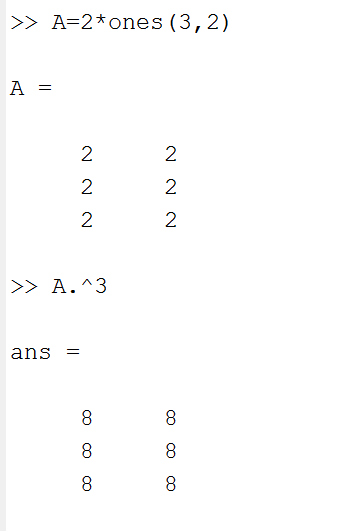 >> A=2*ones(3,2)
A =
2 2
2 2
2 2
>> A.^3
ans =
8 8
8 8
8 8